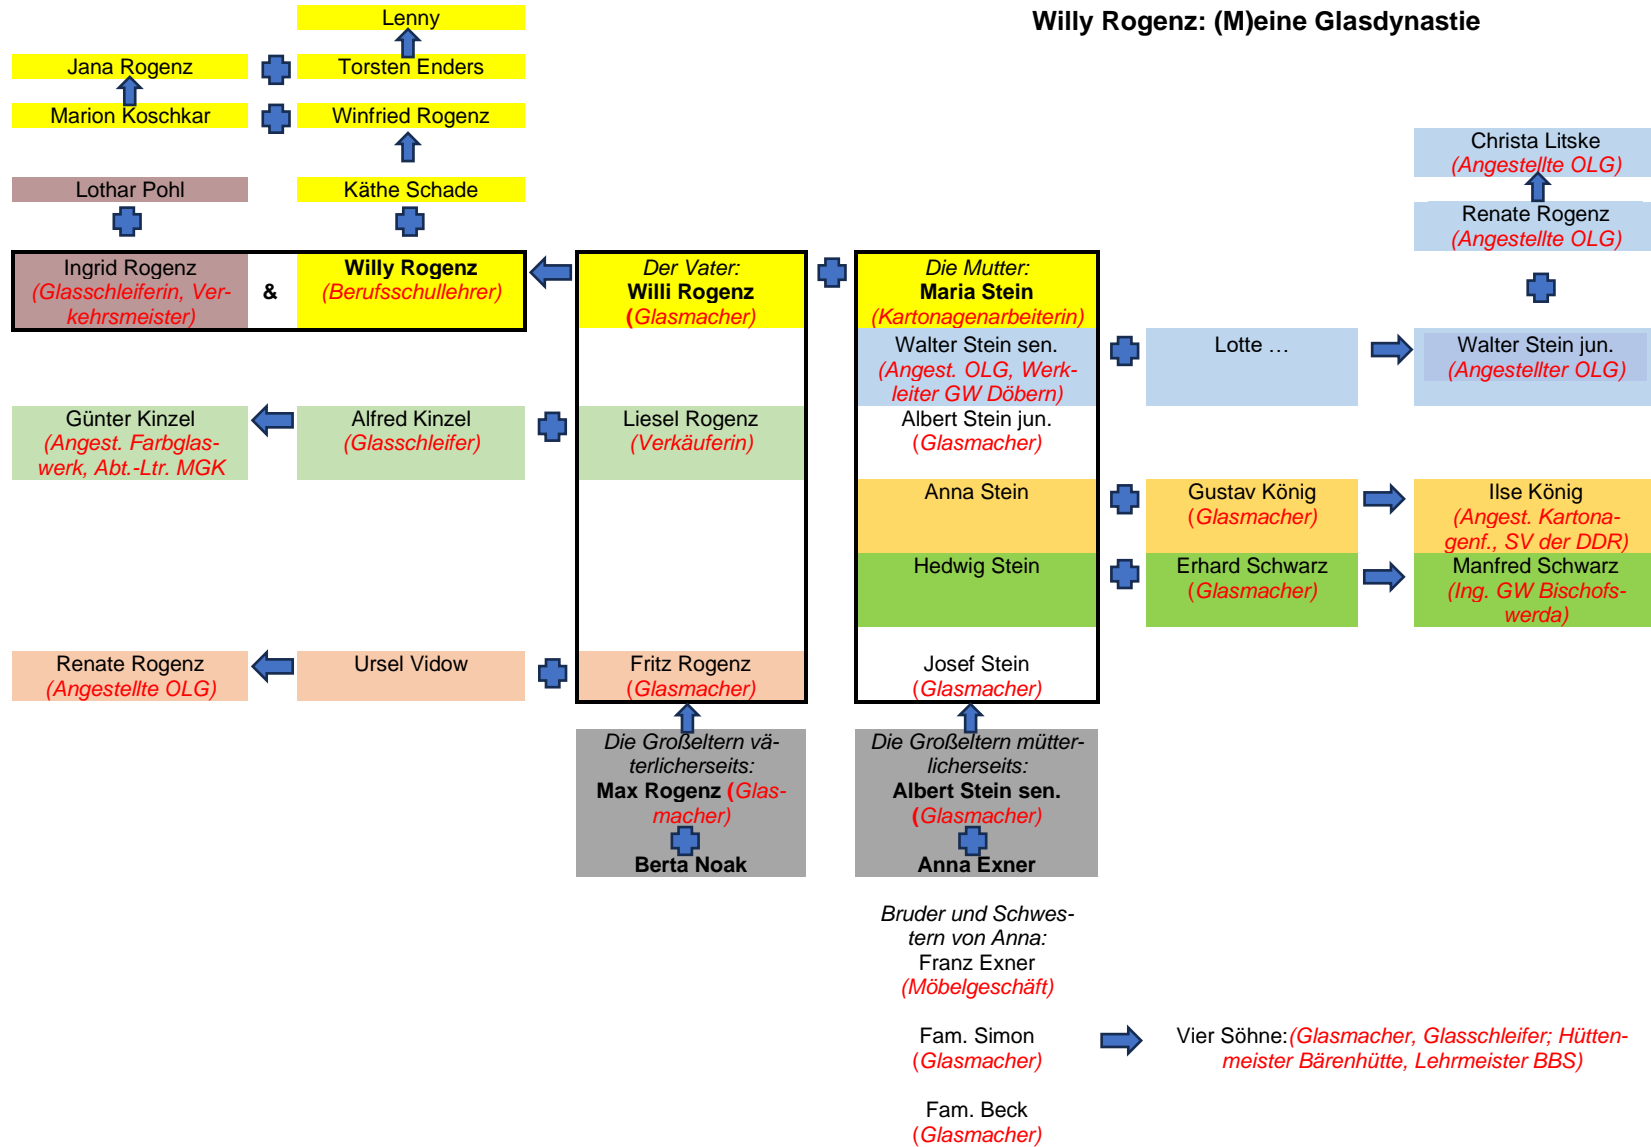 Willy Rogenz: (M)eine Glasdynastie
Lenny
Jana Rogenz
Torsten Enders
Marion Koschkar
Winfried Rogenz
Lothar Pohl
Käthe Schade
Ingrid Rogenz
(Glasschleiferin, Ver-
kehrsmeister)
&
Willy Rogenz
(Berufsschullehrer)
Der Vater:
Willi Rogenz
(Glasmacher)
Die Mutter:
Maria Stein
(Kartonagenarbeiterin)
Christa Litske
(Angestellte OLG)
Renate Rogenz
(Angestellte OLG)
Walter Stein sen.
(Angest. OLG, Werk-
leiter GW Döbern)
Lotte …
Walter Stein jun.
(Angestellter OLG)
Günter Kinzel
(Angest. Farbglas-
werk, Abt.-Ltr. MGK
Alfred Kinzel
(Glasschleifer)
Liesel Rogenz
(Verkäuferin)
Albert Stein jun.
(Glasmacher)
Anna Stein
Gustav König
(Glasmacher)
Ilse König
(Angest. Kartona-
genf., SV der DDR)
Hedwig Stein
Erhard Schwarz
(Glasmacher)
Manfred Schwarz
(Ing. GW Bischofs-
werda)
Renate Rogenz
(Angestellte OLG)
Ursel Vidow
Fritz Rogenz
(Glasmacher)
Josef Stein
(Glasmacher)
Die Großeltern vä-
terlicherseits:
Max Rogenz (Glas-
macher)
Berta Noak
Die Großeltern mütter-
licherseits:
Albert Stein sen.
(Glasmacher)
Anna Exner
Bruder und Schwes-
tern von Anna:
Franz Exner
(Möbelgeschäft)
Fam. Simon
(Glasmacher)
Vier Söhne:(Glasmacher, Glasschleifer; Hütten-
meister Bärenhütte, Lehrmeister BBS)
Fam. Beck
(Glasmacher)